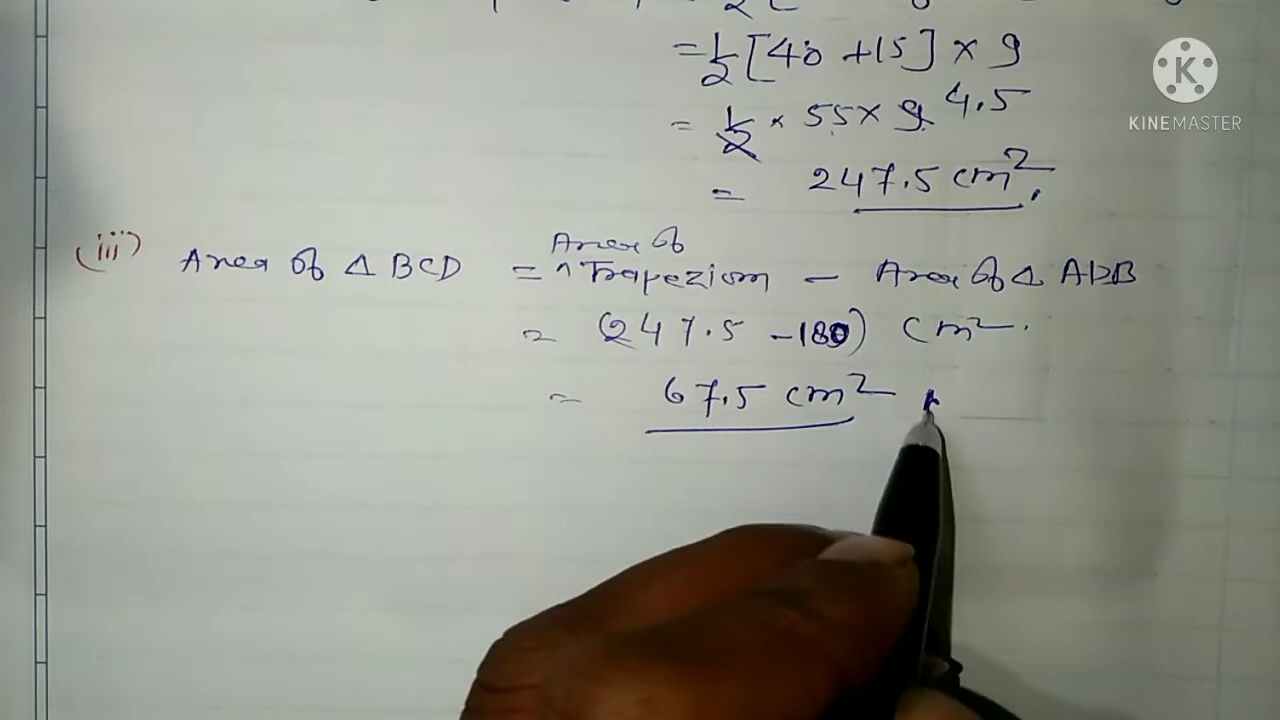 = 1/2 [40 + 15] × 9
= 1/2 × 55 × 9 4.5
= 247.5 cm².
(iii) Area of Δ BCD = ^ Area of Trapeziom - Area of Δ ADB
= (247.5 - 180) cm².
= 67.5 cm²
K
KINEMASTER